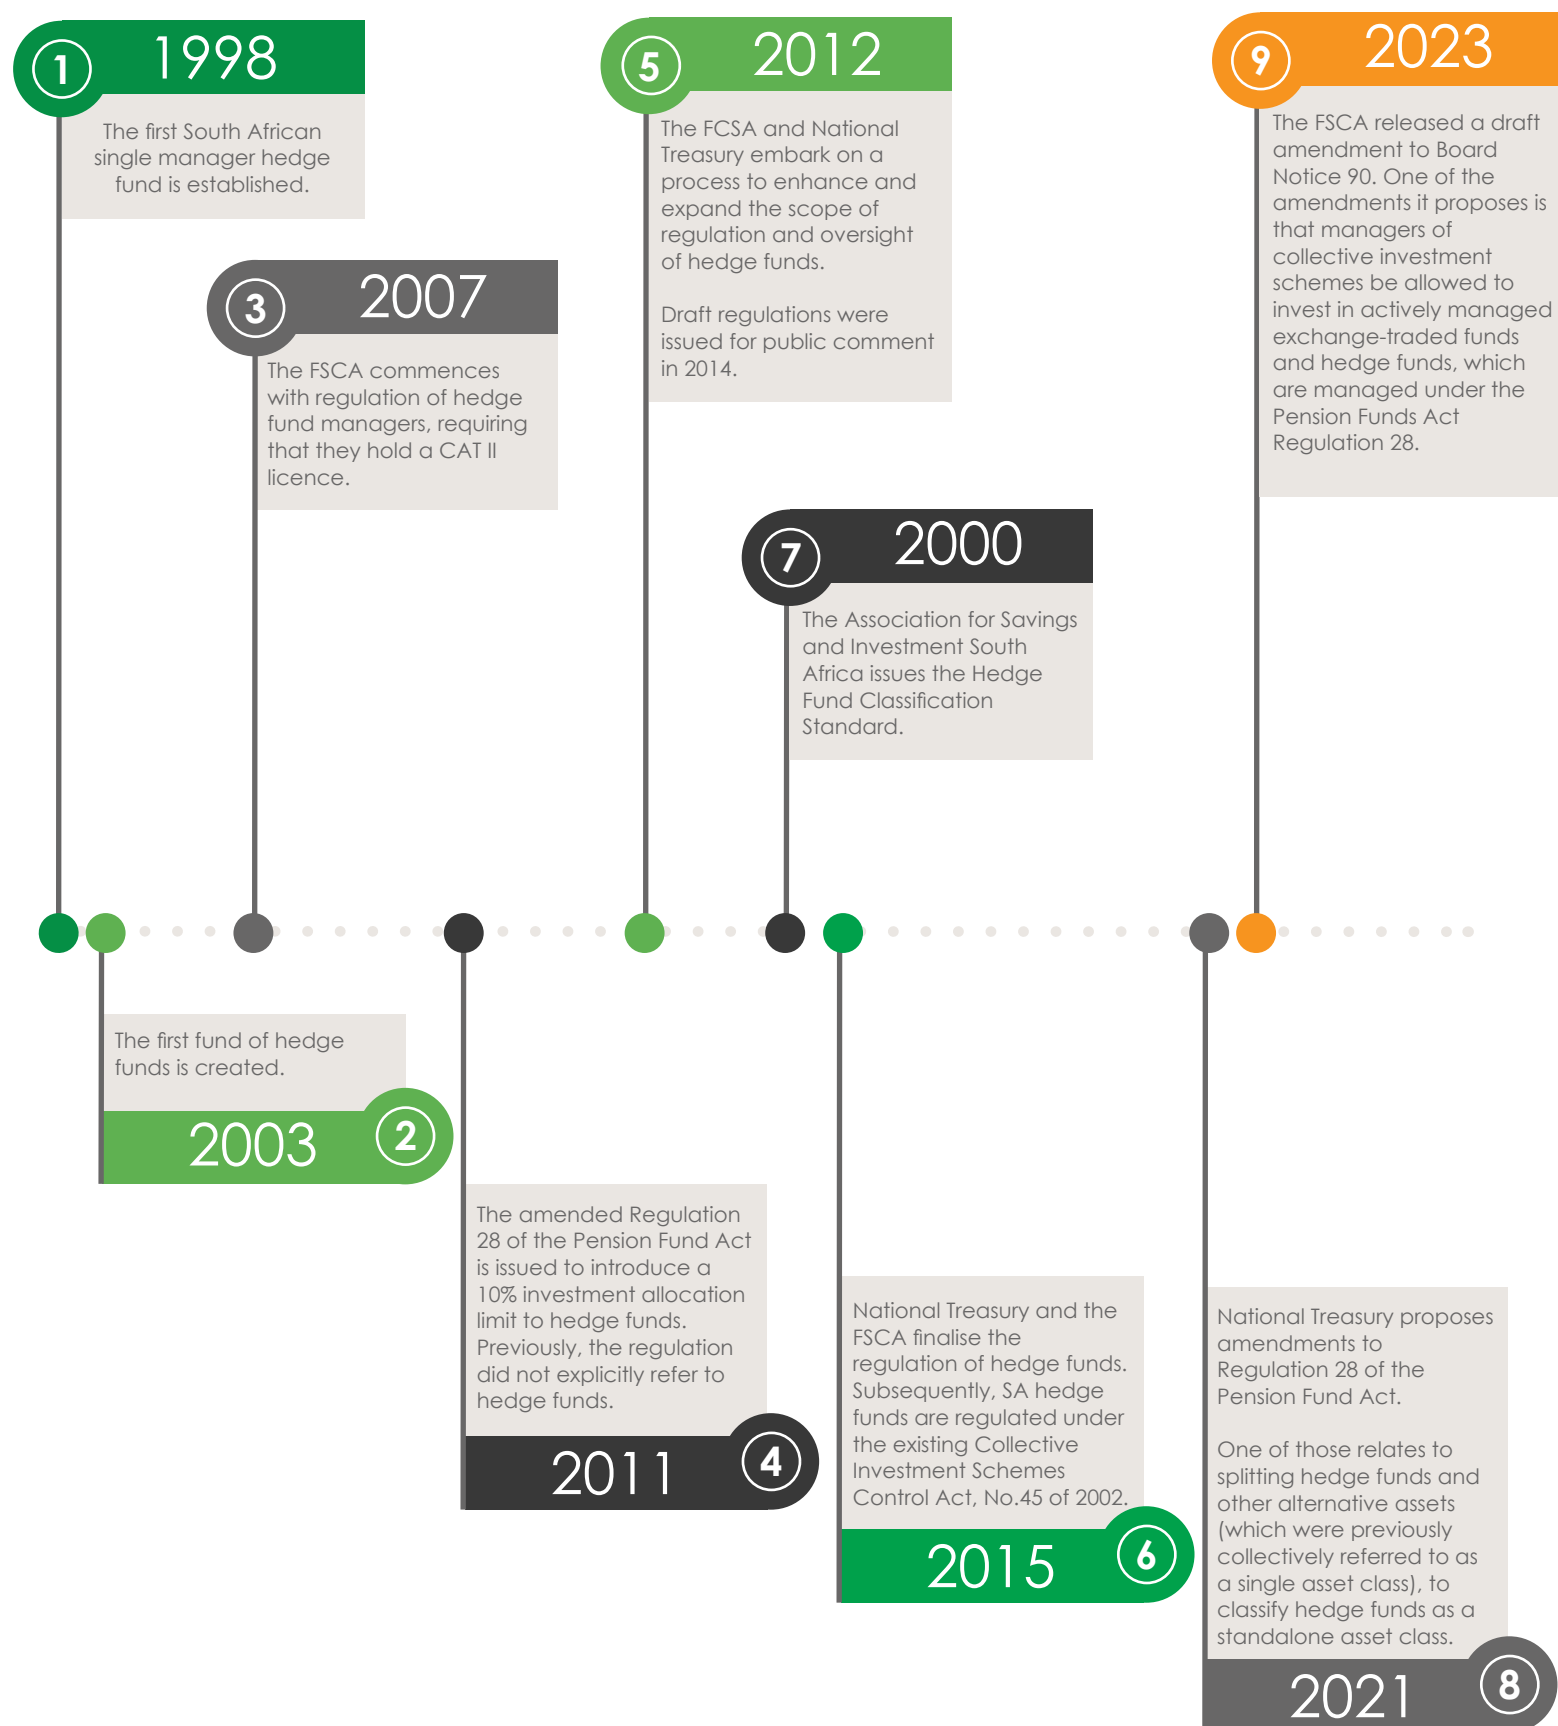 1
1998
The first South African
single manager hedge
fund is established.
The first fund of hedge
funds is created.
2003
2
3
2007
The FSCA commences
with regulation of hedge
fund managers, requiring
that they hold a CAT II
licence.
The amended Regulation
28 of the Pension Fund Act
is issued to introduce a
10% investment allocation
limit to hedge funds.
Previously, the regulation
did not explicitly refer to
hedge funds.
2011
4
5
2012
The FCSA and National
Treasury embark on a
process to enhance and
expand the scope of
regulation and oversight
of hedge funds.
Draft regulations were
issued for public comment
in 2014.
National Treasury and the
FSCA finalise the
regulation of hedge funds.
Subsequently, SA hedge
funds are regulated under
the existing Collective
Investment Schemes
Control Act, No.45 of 2002.
2015
6
7
2000
The Association for Savings
and Investment South
Africa issues the Hedge
Fund Classification
Standard.
National Treasury proposes
amendments to
Regulation 28 of the
Pension Fund Act.
One of those relates to
splitting hedge funds and
other alternative assets
(which were previously
collectively referred to as
a single asset class), to
classify hedge funds as a
standalone asset class.
2021
8
9
2023
The FSCA released a draft
amendment to Board
Notice 90. One of the
amendments it proposes is
that managers of
collective investment
schemes be allowed to
invest in actively managed
exchange-traded funds
and hedge funds, which
are managed under the
Pension Funds Act
Regulation 28.